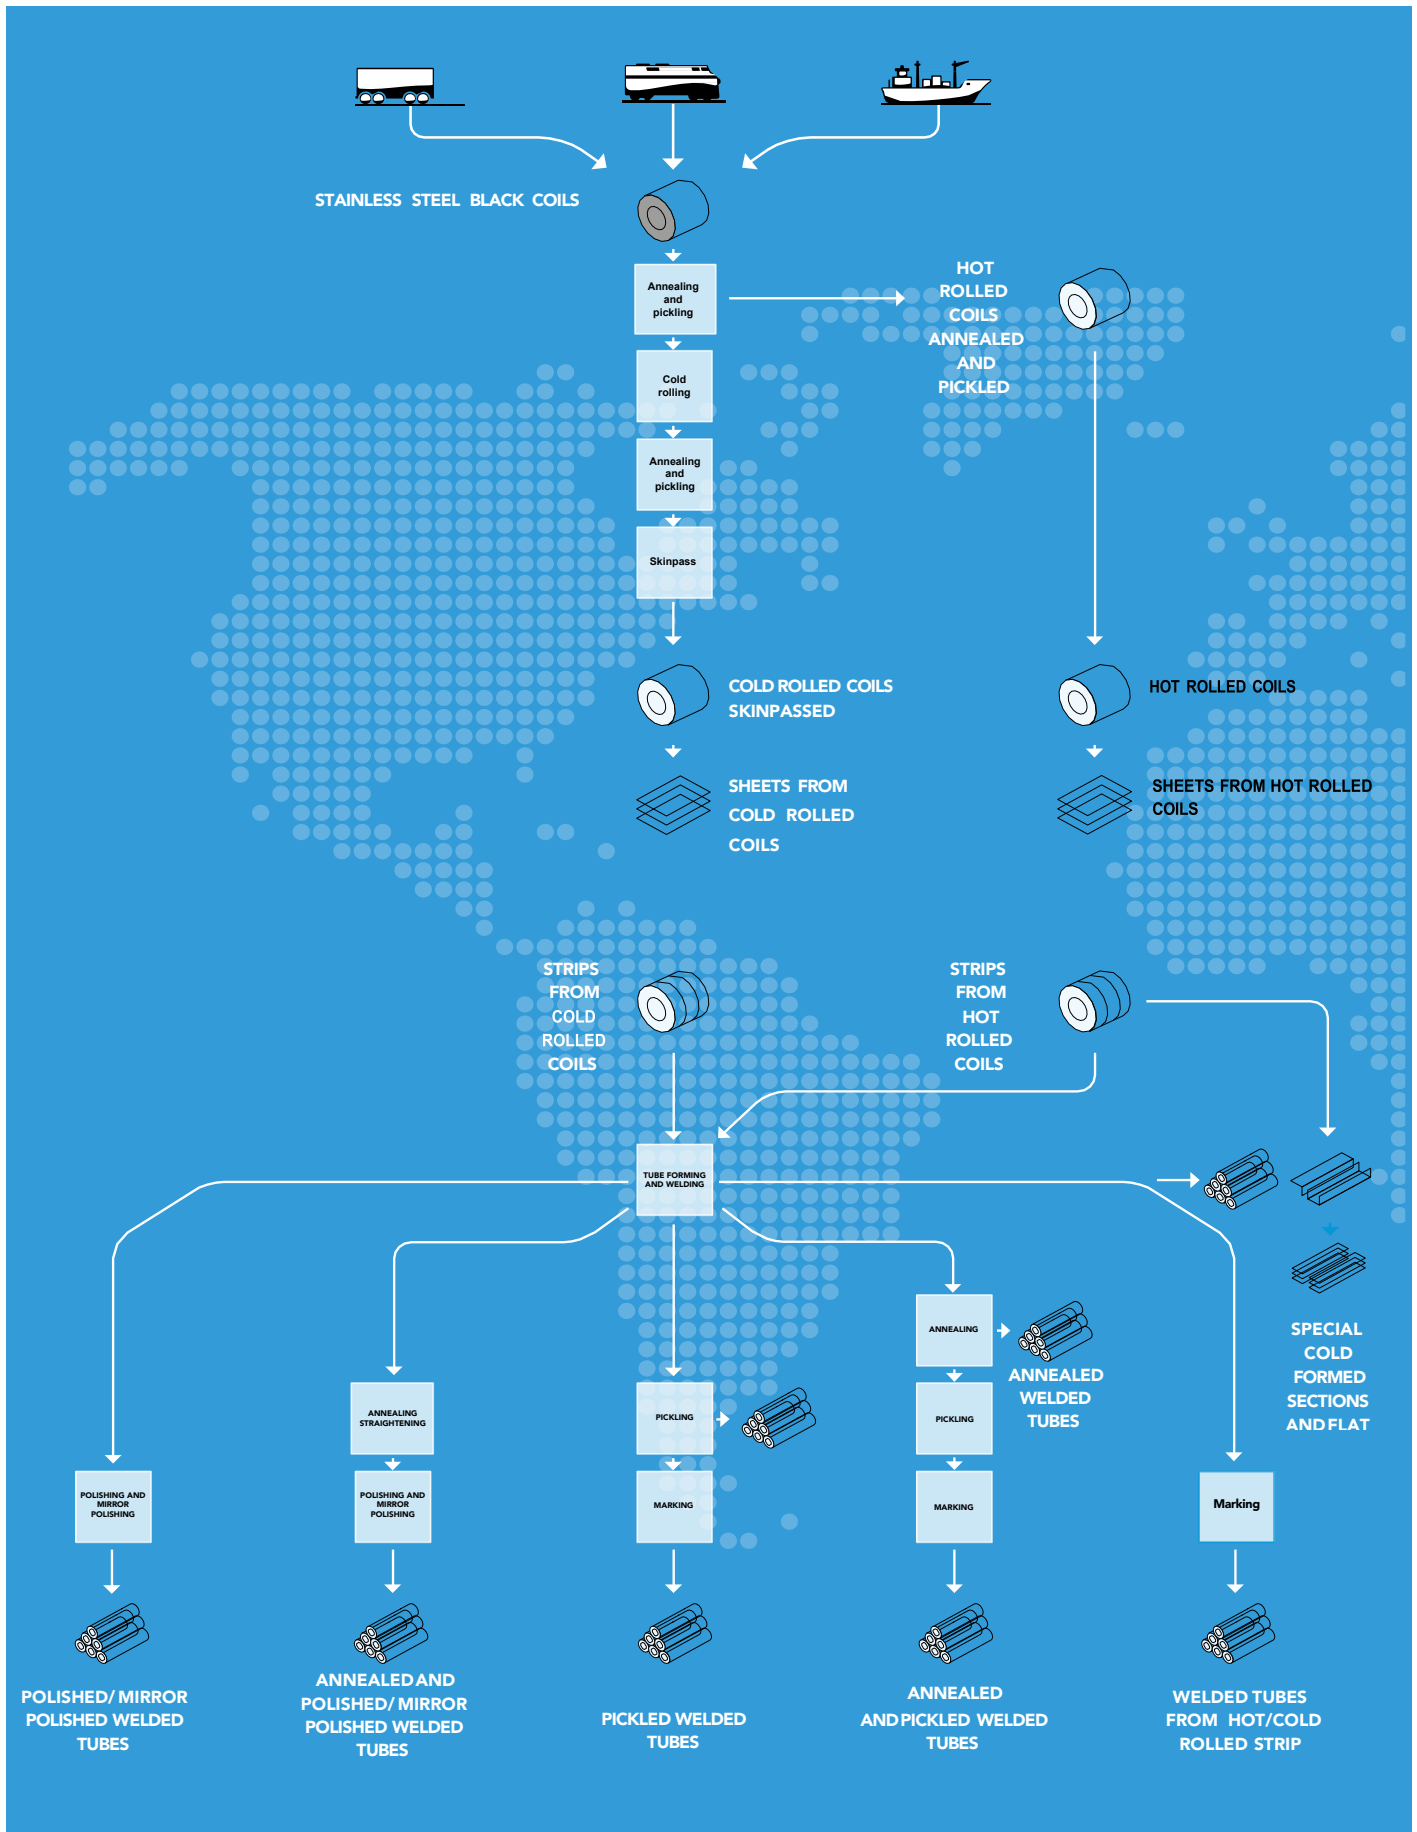 STAINLESS STEEL BLACK COILS
Annealing
and
pickling
HOT
ROLLED
COILS
ANNEALED
AND
PICKLED
Cold
rolling
Annealing
and
pickling
Skinpass
COLD ROLLED COILS
SKINPASSED
HOT ROLLED COILS
SHEETS FROM
COLD ROLLED
COILS
SHEETS FROM HOT ROLLED
COILS
STRIPS
FROM
COLD
ROLLED
COILS
STRIPS
FROM
HOT
ROLLED
COILS
TUBE FORMING
AND WELDING
ANNEALING
ANNEALED
WELDED
TUBES
SPECIAL
COLD
FORMED
SECTIONS
AND FLAT
ANNEALING
STRAIGHTENING
PICKLING
PICKLING
POLISHING AND
MIRROR
POLISHING
POLISHING AND
MIRROR
POLISHING
MARKING
MARKING
Marking
POLISHED/ MIRROR
POLISHED WELDED
TUBES
ANNEALED AND
POLISHED/ MIRROR
POLISHED WELDED
TUBES
PICKLED WELDED
TUBES
ANNEALED
AND PICKLED WELDED
TUBES
WELDED TUBES
FROM HOT/COLD
ROLLED STRIP